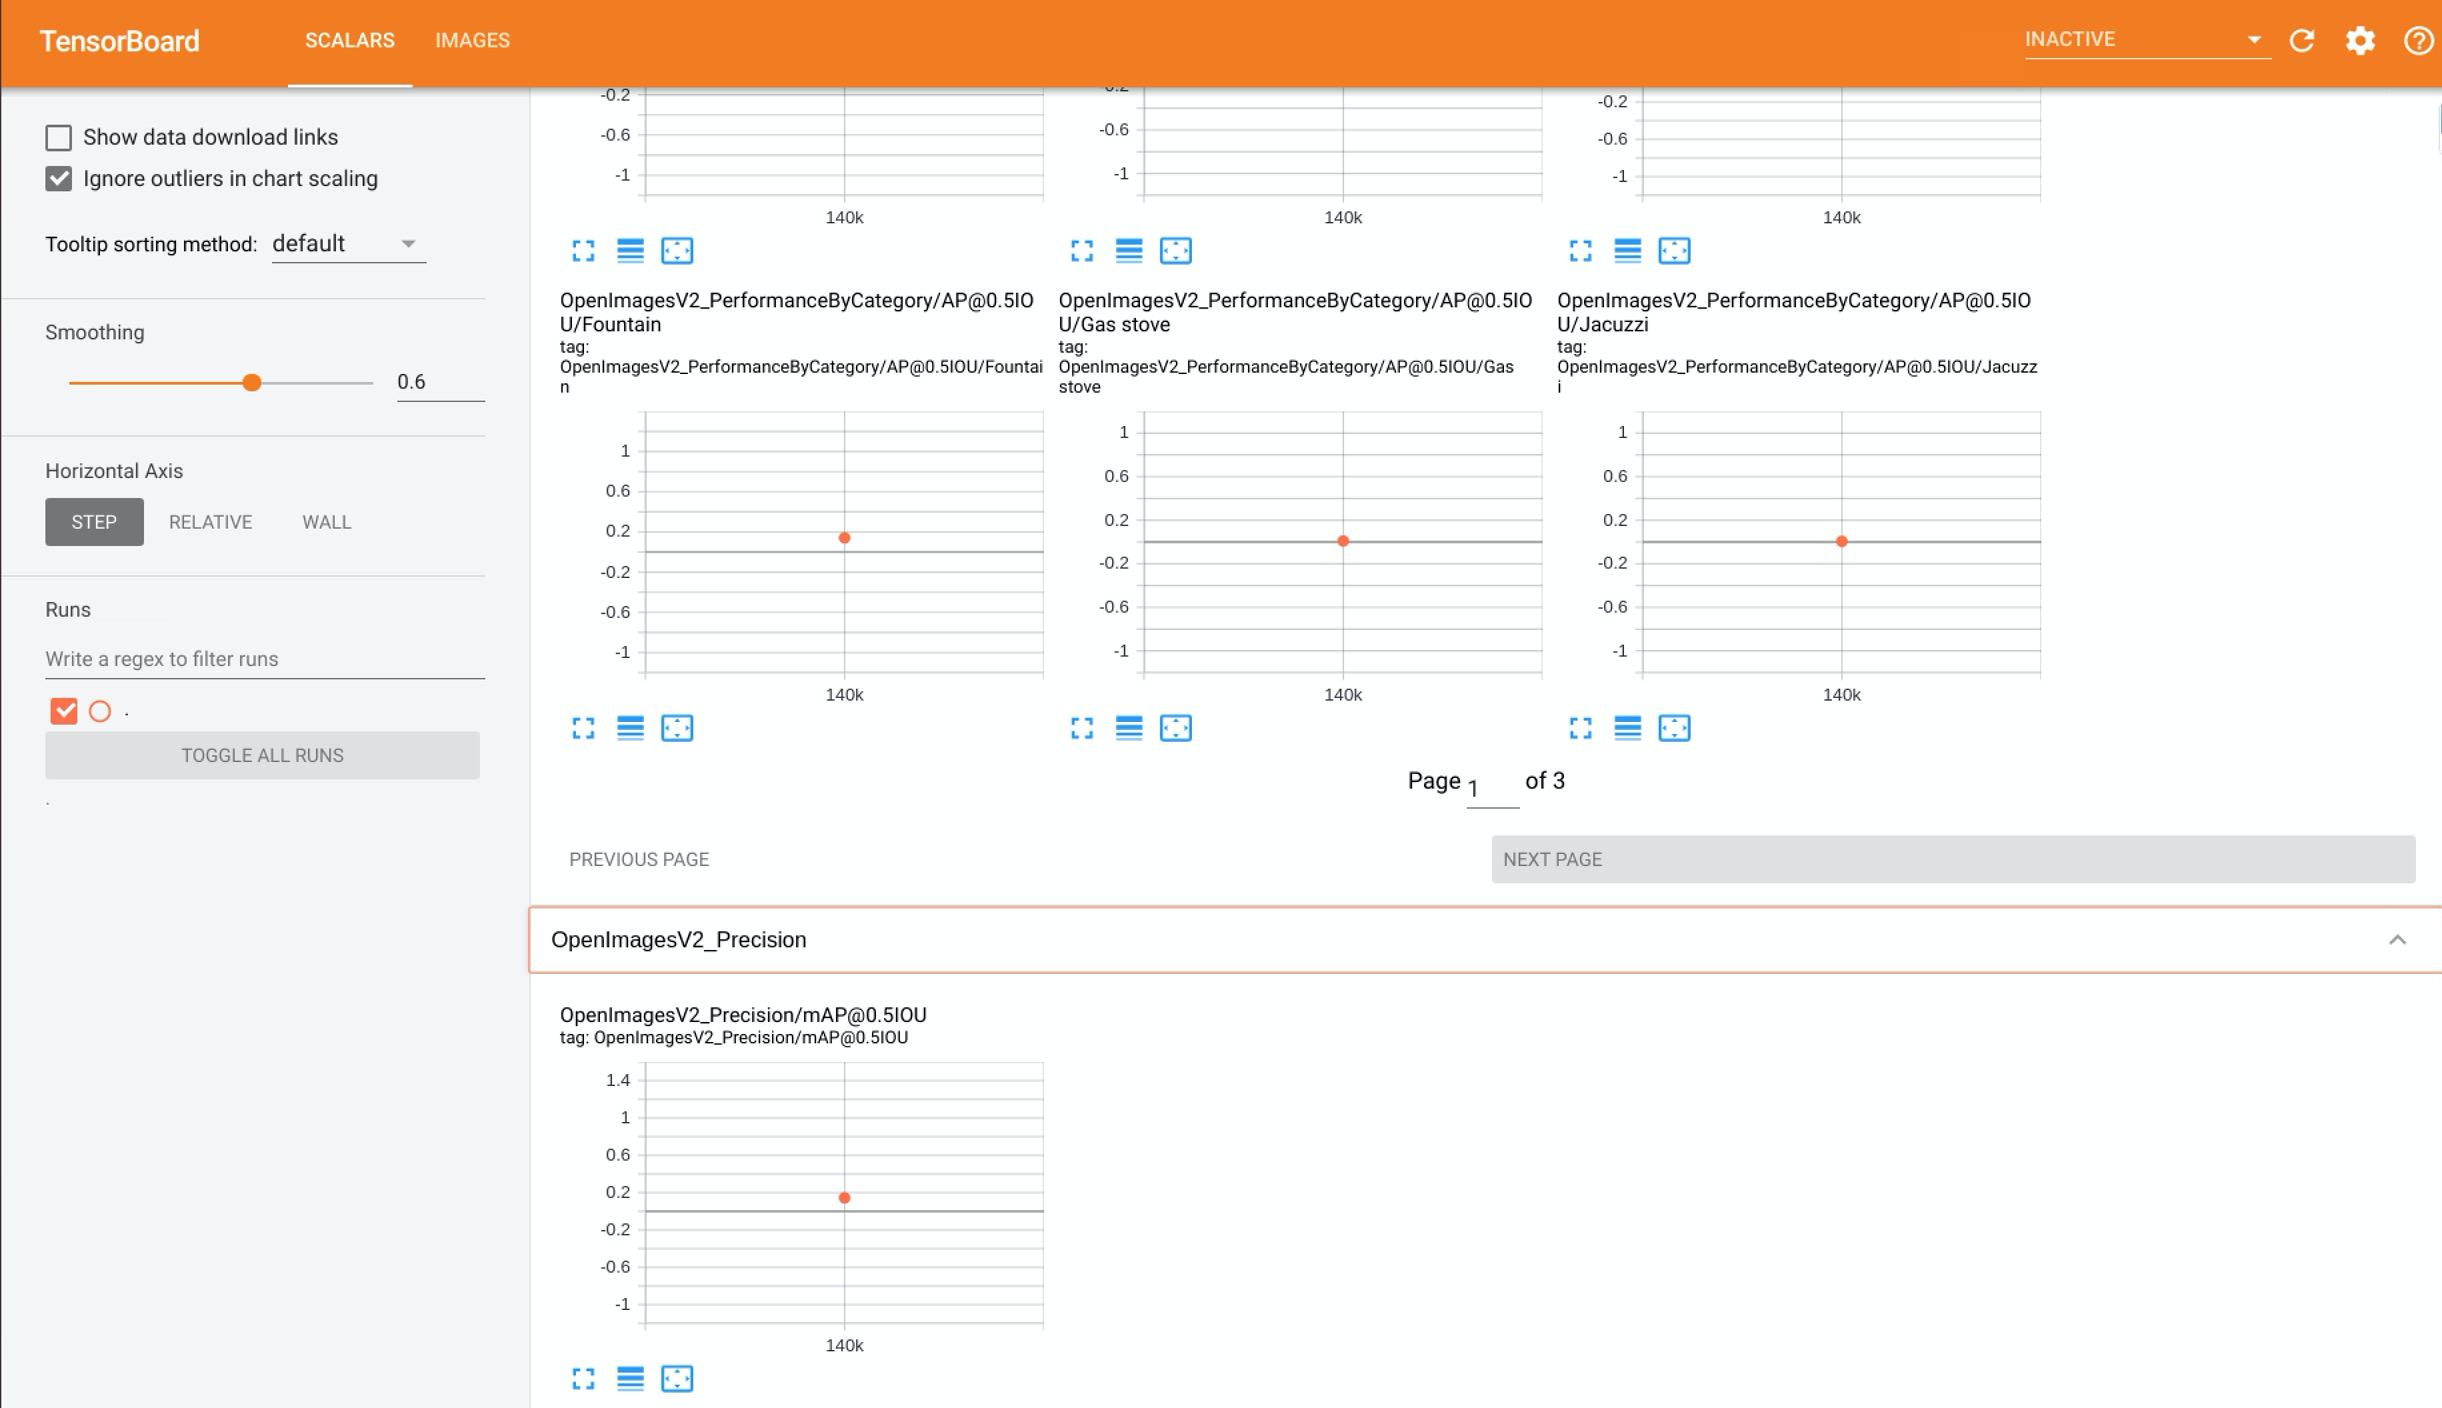 TensorBoard SCALARS IMAGES INACTIVE
Show data download links
Ignore outliers in chart scaling
Tooltip sorting method: default
Smoothing
0.6
Horizontal Axis
STEP RELATIVE WALL
Runs
Write a regex to filter runs
.
TOGGLE ALL RUNS
.
-0.2
-0.6
-1
140k
-0.6
-1
140k
-0.2
-0.6
-1
140k
OpenImagesV2_PerformanceByCategory/AP@0.5IO
U/Fountain
tag:
OpenImagesV2_PerformanceByCategory/AP@0.5IOU/Fountai
n
1
0.6
0.2
-0.2
-0.6
-1
140k
OpenImagesV2_PerformanceByCategory/AP@0.5IO
U/Gas stove
tag:
OpenImagesV2_PerformanceByCategory/AP@0.5IOU/Gas
stove
1
0.6
0.2
-0.2
-0.6
-1
140k
OpenImagesV2_PerformanceByCategory/AP@0.5IO
U/Jacuzzi
tag:
OpenImagesV2_PerformanceByCategory/AP@0.5IOU/Jacuzz
i
1
0.6
0.2
-0.2
-0.6
-1
140k
Page 1 of 3
PREVIOUS PAGE NEXT PAGE
OpenImagesV2_Precision
OpenImagesV2_Precision/mAP@0.5IOU
tag: OpenImagesV2_Precision/mAP@0.5IOU
1.4
1
0.6
0.2
-0.2
-0.6
-1
140k